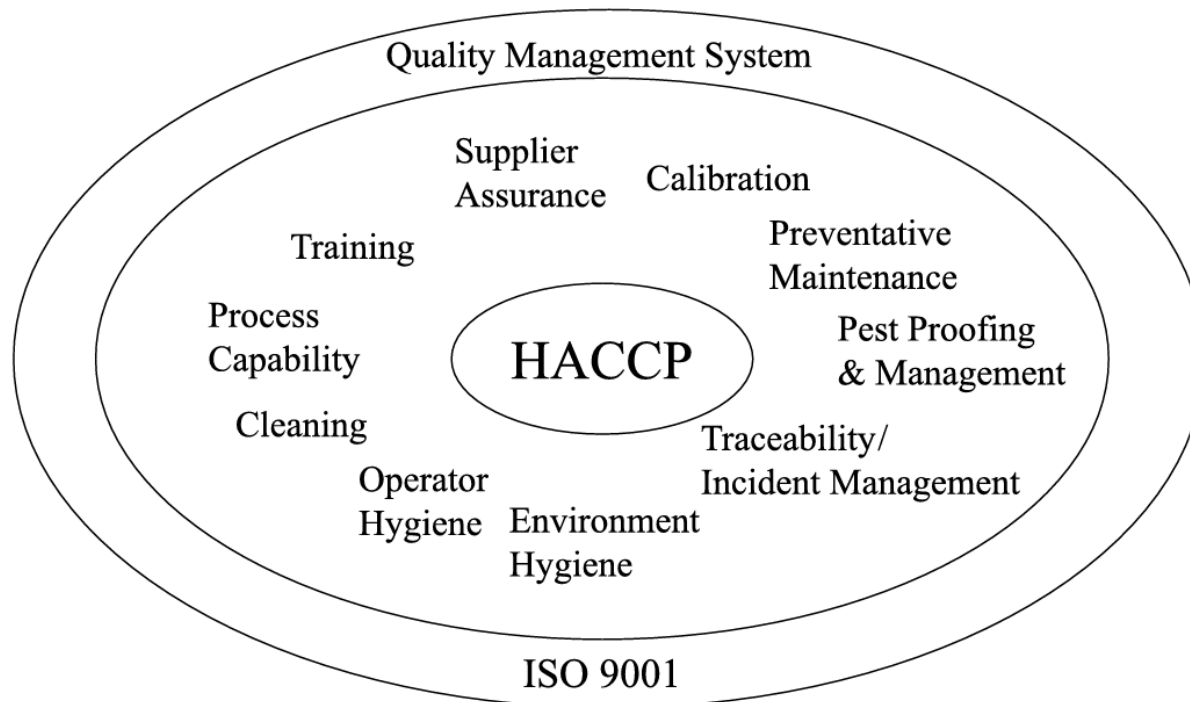 Quality Management System
Supplier
Assurance
Calibration
Training
Preventative
Maintenance
Process
Capability
HACCP
Pest Proofing
& Management
Cleaning
Traceability/
Incident Management
Operator
Hygiene
Environment
Hygiene
ISO 9001